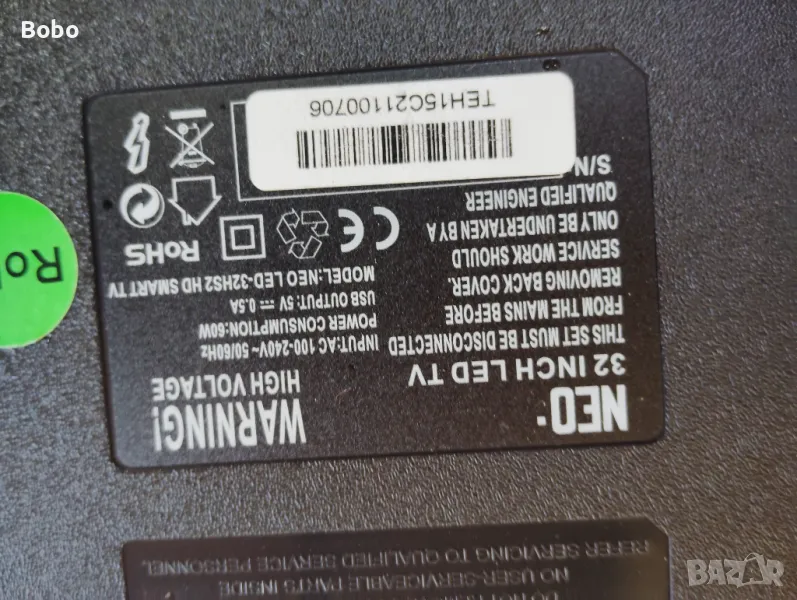 Bobo
NEO
32 INCH LED TV
THIS SET MUST BE DISCONNECTED
FROM THE MAINS BEFORE
REMOVING BACK COVER.
SERVICE WORK SHOULD
ONLY BE UNDERTAKEN BY A
QUALIFIED ENGINEER
S/N
TEH15C21100706
WARNING!
HIGH VOLTAGE
INPUT:AC 100-240V~ 50/60Hz
POWER CONSUMPTION:60W
USB OUTPUT: 5V 0.5A
MODEL:NEO LED-32HS2 HD SMART TV
CE
RoHS
NO USER-SERVICEABLE PARTS INSIDE
REFER SERVICING TO QUALIFIED SERVICE PERSONNEL
BAZAR